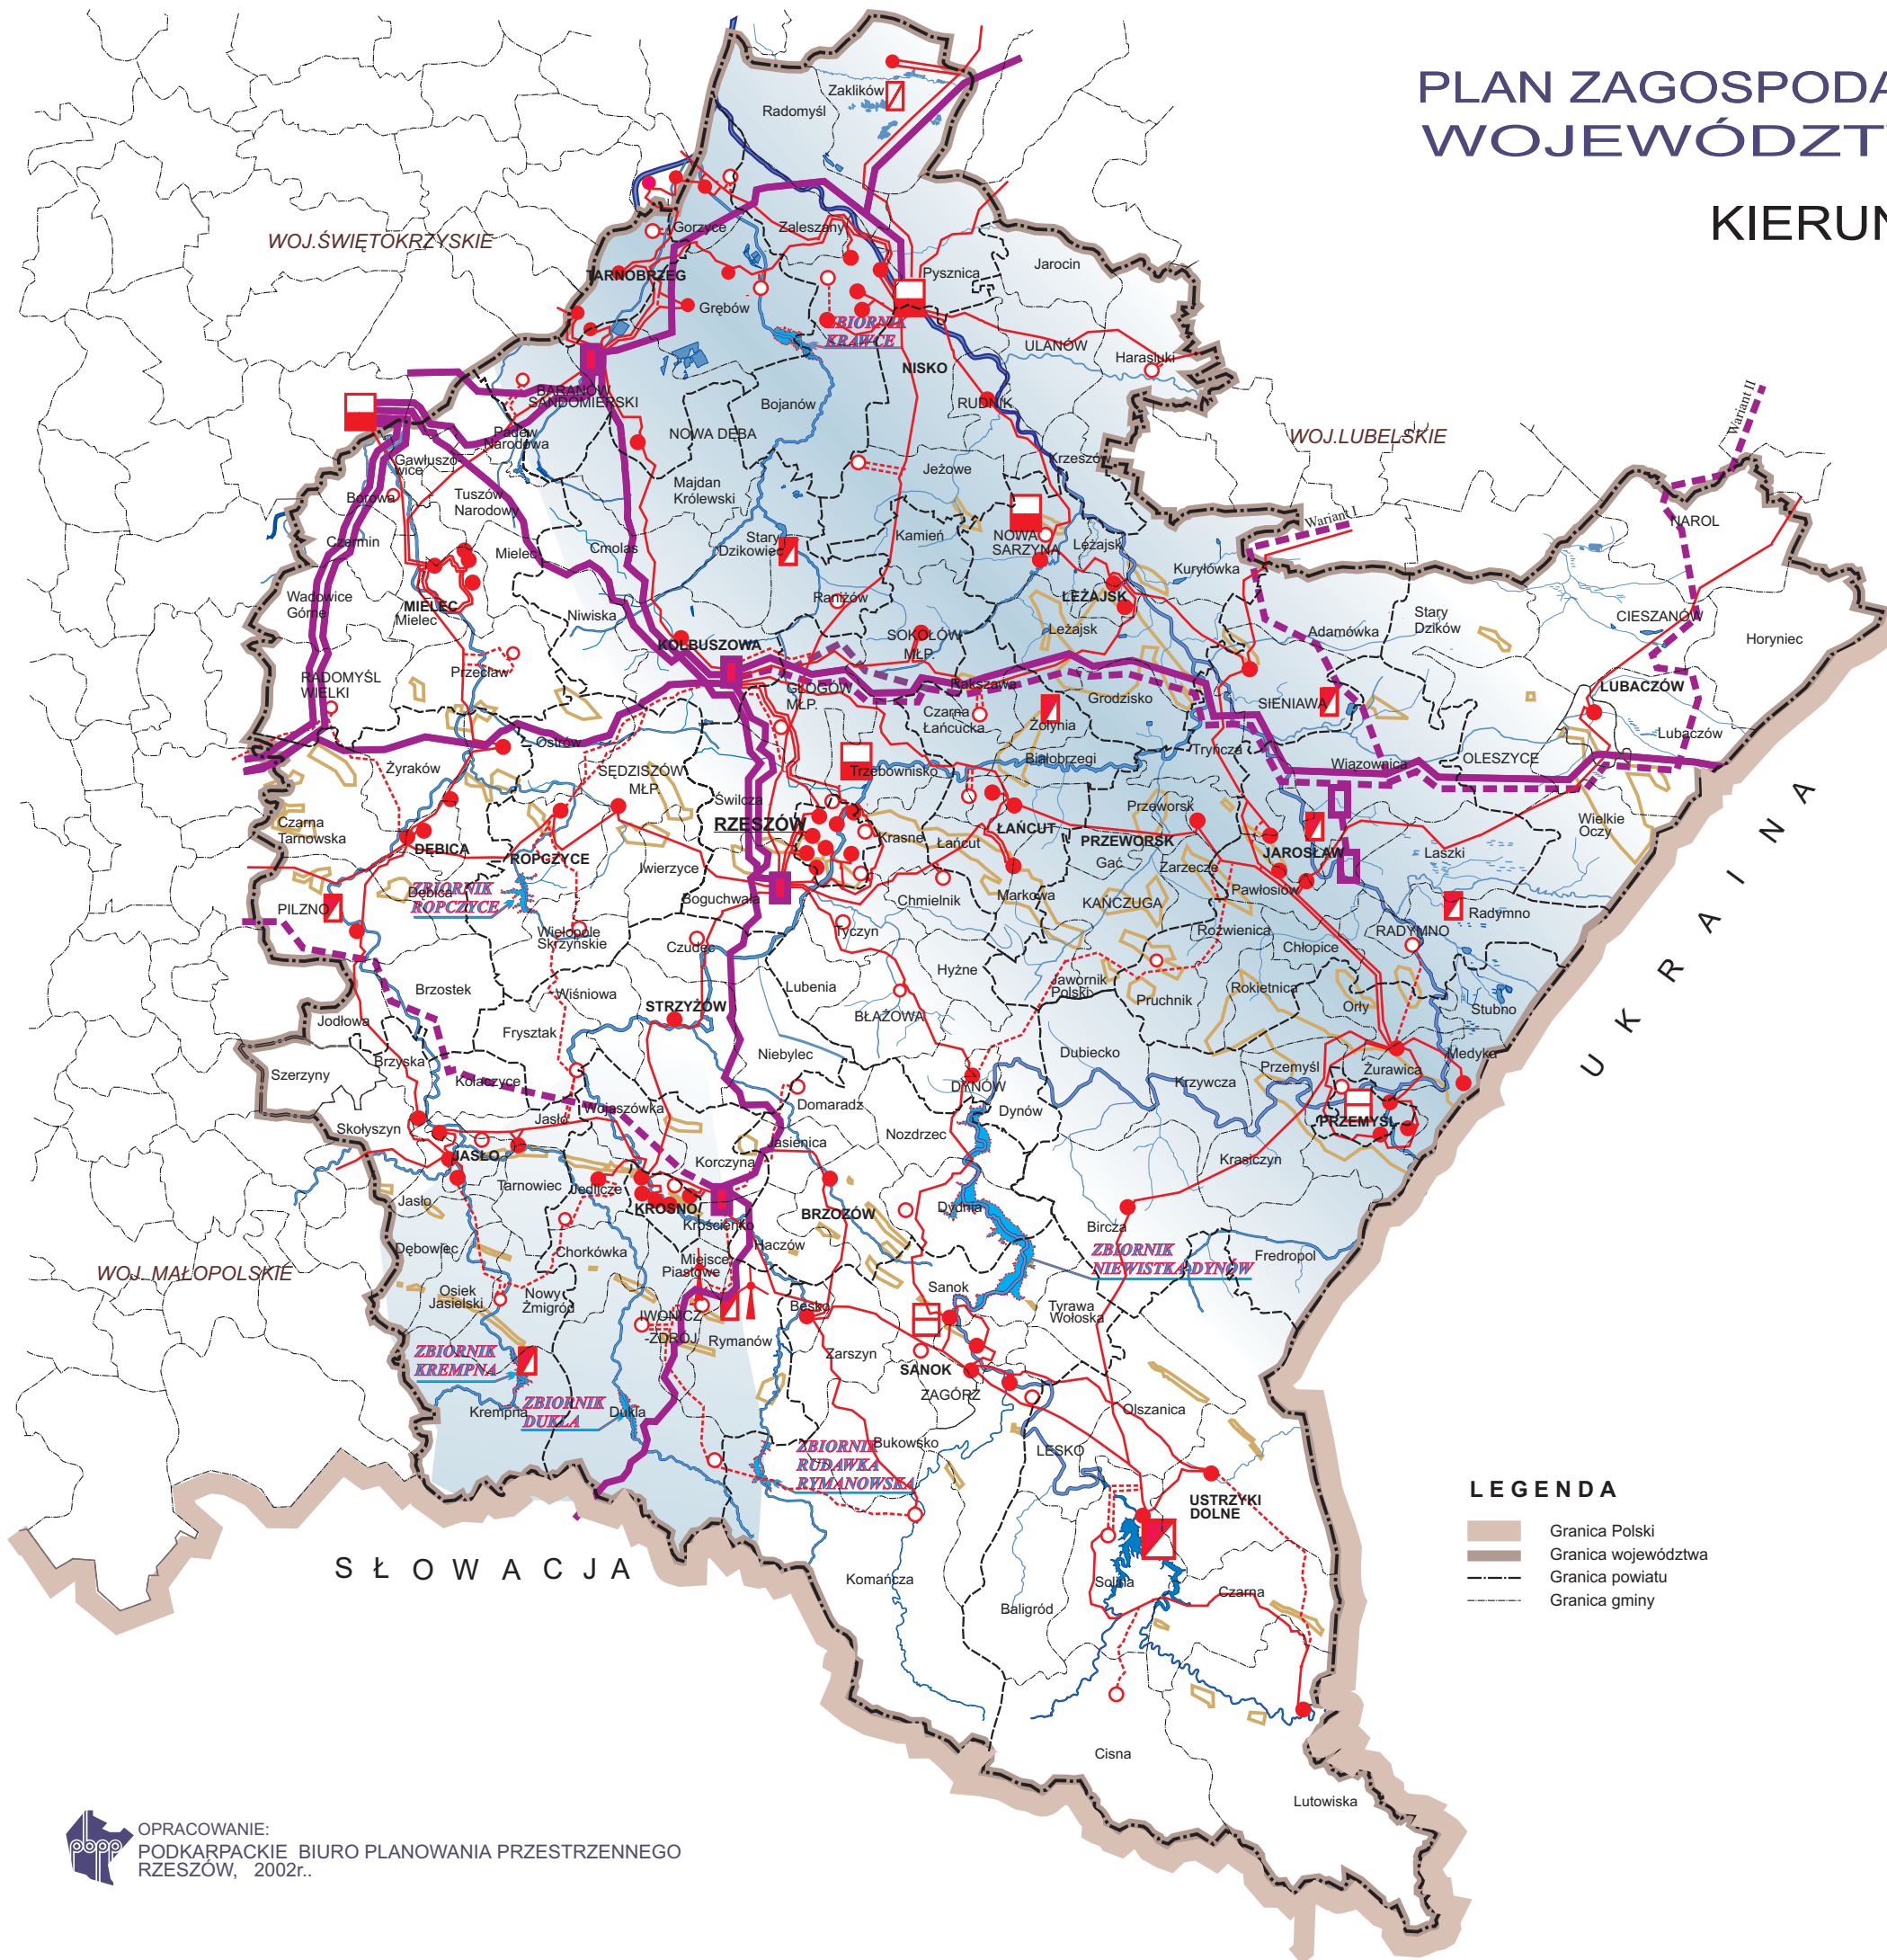 PLAN ZAGOSPODA
WOJEWÓDZT
KIERUN
Zaklików
Radomyśl
WOJ.ŚWIĘTOKRZYSKIE
Gorzyce
Zaleszany
Jarocin
Pysznica
TARNOBRZEG
Grębów
ZBIORNIK
KRAWCE
ULANÓW
Harasiuki
NISKO
BARANÓW
SANDOMIERSKI
Bojanów
RUDNIK
Wariant II
Padew
Narodowa
NOWA DĘBA
WOJ.LUBELSKIE
Gawłuszo
wice
Jeżowe
Krzeszów
Borowa
Tuszów
Narodowy
Majdan
Królewski
Wariant I
NAROL
Czermin
Mielec
Cmolas
Stary
Dzikowiec
Kamień
NOWA
SARZYNA
Leżajsk
Kuryłówka
Wadowice
Górne
MIELEC
Mielec
Niwiska
Raniżów
LEŻAJSK
Leżajsk
Stary
Dzików
CIESZANÓW
Adamówka
Horyniec
KOLBUSZOWA
SOKOŁÓW
MŁP.
Przecław
RADOMYŚL
WIELKI
GŁOGÓW
MŁP.
Rakszawa
Grodzisko
SIENIAWA
LUBACZÓW
Czarna
Łańcucka
Żołynia
Lubaczów
Ostrów
Tryńcza
Białobrzegi
Wiązownica
OLESZYCE
Żyraków
SĘDZISZÓW
MŁP.
Trzebownisko
Świlcza
Przeworsk
Czarna
Tarnowska
RZESZÓW
Krasne
ŁAŃCUT
Łańcut
PRZEWORSK
Wielkie
Oczy
DĘBICA
ROPCZYCE
Iwierzyce
Gać
Zarzecze
JAROSŁAW
Laszki
Dębica
ZBIORNIK
ROPCZYCE
Boguchwała
Chmielnik
Markowa
KAŃCZUGA
Pawłosiów
PILZNO
Radymno
Wielopole
Skrzyńskie
Czudec
Tyczyn
Roźwienica
RADYMNO
Chłopice
UKRAINA
Hyżne
Jawornik
Polski
Brzostek
Wiśniowa
Lubenia
Pruchnik
Rokietnica
Orły
Stubno
STRZYŻÓW
BŁAŻOWA
Jodłowa
Frysztak
Niebylec
Dubiecko
Medyka
Brzyska
Szerzyny
Kołaczyce
DYNÓW
Krzywcza
Przemyśl
Żurawica
Domaradz
Dynów
Wojaszówka
Jasło
Skołyszyn
Nozdrzec
PRZEMYŚL
Jasienica
JASŁO
Korczyna
Krasiczyn
Tarnowiec
Jedlicze
Jasło
KROSNO
BRZOZÓW
Dydnia
Krościenko
Bircza
Dębowiec
Chorkówka
Haczów
ZBIORNIK
NIEWISTKA-DYNÓW
Fredropol
WOJ. MAŁOPOLSKIE
Miejsce
Piastowe
Osiek
Jasielski
Nowy
Żmigród
Sanok
Besko
Tyrawa
Wołoska
IWONICZ
-ZDRÓJ
Rymanów
Zarszyn
ZBIORNIK
KREMPNA
SANOK
ZAGÓRZ
Krempna
ZBIORNIK
DUKLA
Dukla
Olszanica
Bukowsko
ZBIORNIK
RUDAWKA
RYMANOWSKA
LESKO
USTRZYKI
DOLNE
LEGENDA
Granica Polski
Granica województwa
Granica powiatu
Granica gminy
SŁOWACJA
Komańcza
Solina
Czarna
Baligród
Cisna
Lutowiska
pbpp
OPRACOWANIE:
PODKARPACKIE BIURO PLANOWANIA PRZESTRZENNEGO
RZESZÓW, 2002r..